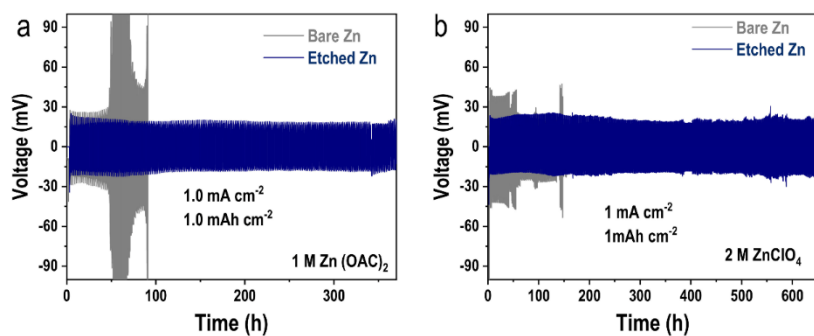 a
Bare Zn
Etched Zn
Voltage (mV)
90
60
30
0
-30
-60
-90
1.0 mA cm⁻²
1.0 mAh cm⁻²
1 M Zn (OAC)₂
0 100 200 300
Time (h)
b
Bare Zn
Etched Zn
Voltage (mV)
90
60
30
0
-30
-60
-90
1 mA cm⁻²
1mAh cm⁻²
2 M ZnClO₄
0 100 200 300 400 500 600
Time (h)